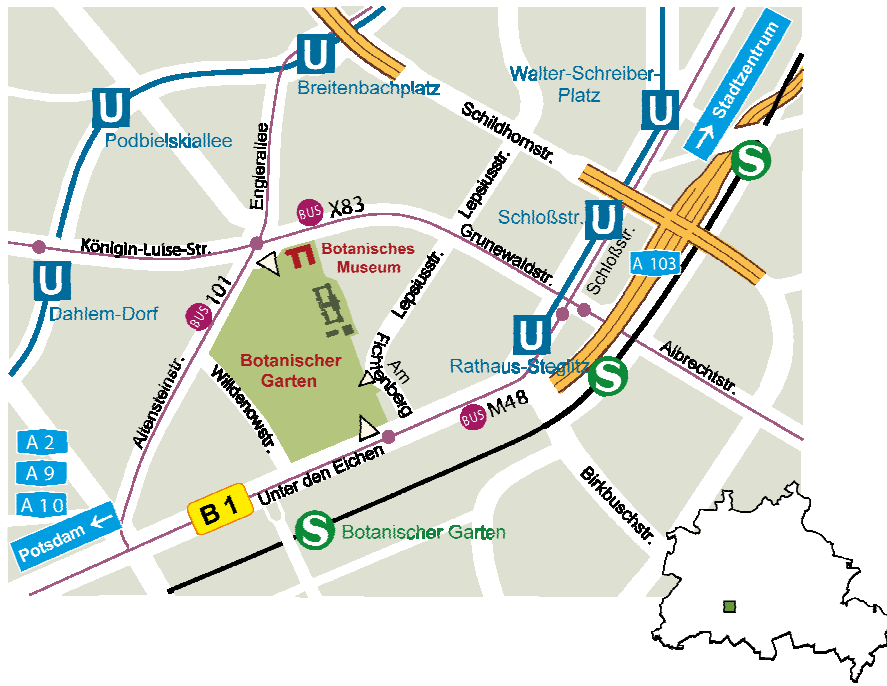 U
Breitenbachplatz
U
Podbielskiallee
Walter-Schreiber-
Platz
U
Stadtzentrum
S
Schildhornstr.
Englerallee
Lepsiusstr.
BUS X83
Schloßstr.
U
Königin-Luise-Str.
Grunewaldstr.
Schloßstr.
Botanisches
Museum
A 103
U
Dahlem-Dorf
BUS 101
Lepsiusstr.
U
Rathaus-Steglitz
S
Albrechtstr.
Botanischer
Garten
Am
Fichtenberg
Altensteinstr.
Willdenowstr.
BUS M48
A 2
A 9
A 10
Unter den Eichen
B 1
Birkbuschstr.
Potsdam
S
Botanischer Garten